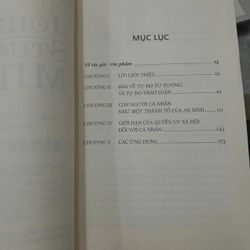 MỤC LỤC
Về tác giả - tác phẩm
CHƯƠNG I LỜI GIỚI THIỆU
CHƯƠNG II BÀN VỀ TỰ DO TƯ TƯỞNG
VÀ TỰ DO THẢO LUẬN
CHƯƠNG III CON NGƯỜI CÁ NHÂN
NHƯ MỘT THÀNH TỐ CỦA AN SINH
CHƯƠNG IV GIỚI HẠN CỦA QUYỀN UY XÃ HỘI
ĐỐI VỚI CÁ NHÂN
CHƯƠNG V CÁC ỨNG DỤNG 173